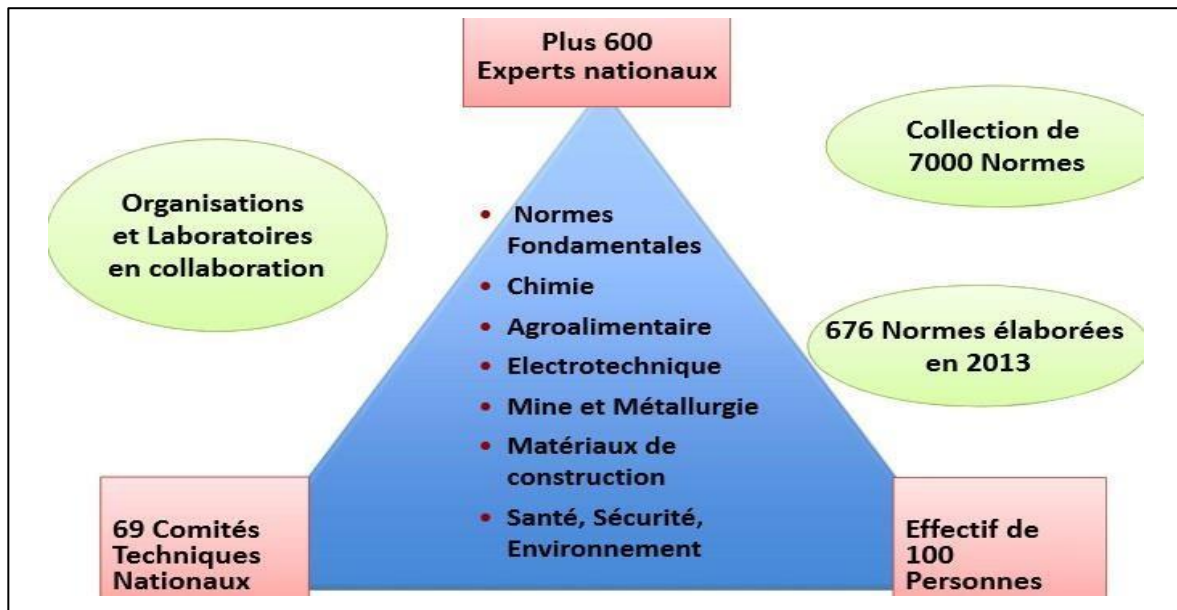 Plus 600
Experts nationaux
Collection de
7000 Normes
Organisations
et Laboratoires
en collaboration
• Normes
Fondamentales
• Chimie
• Agroalimentaire
• Electrotechnique
• Mine et Métallurgie
• Matériaux de
construction
• Santé, Sécurité,
Environnement
676 Normes élaborées
en 2013
69 Comités
Techniques
Nationaux
Effectif de
100
Personnes